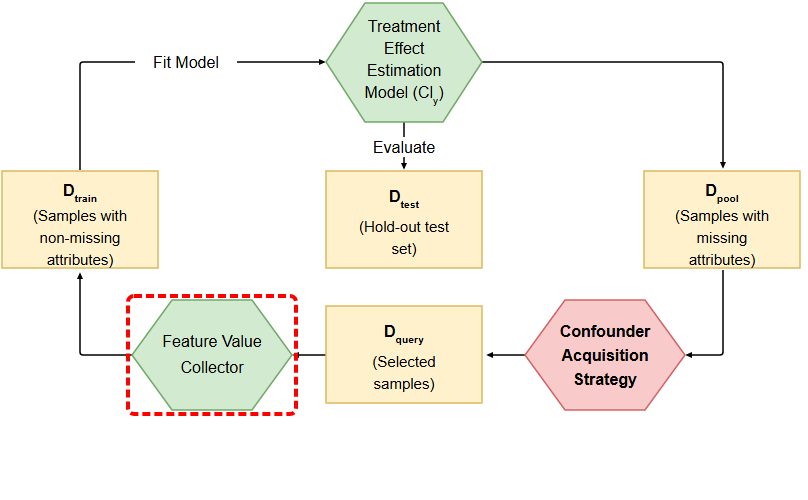 Treatment
Effect
Estimation
Model (CIy)
Fit Model
Evaluate
Dtrain
(Samples with
non-missing
attributes)
Dtest
(Hold-out test
set)
Dpool
(Samples with
missing
attributes)
Feature Value
Collector
Dquery
(Selected
samples)
Confounder
Acquisition
Strategy